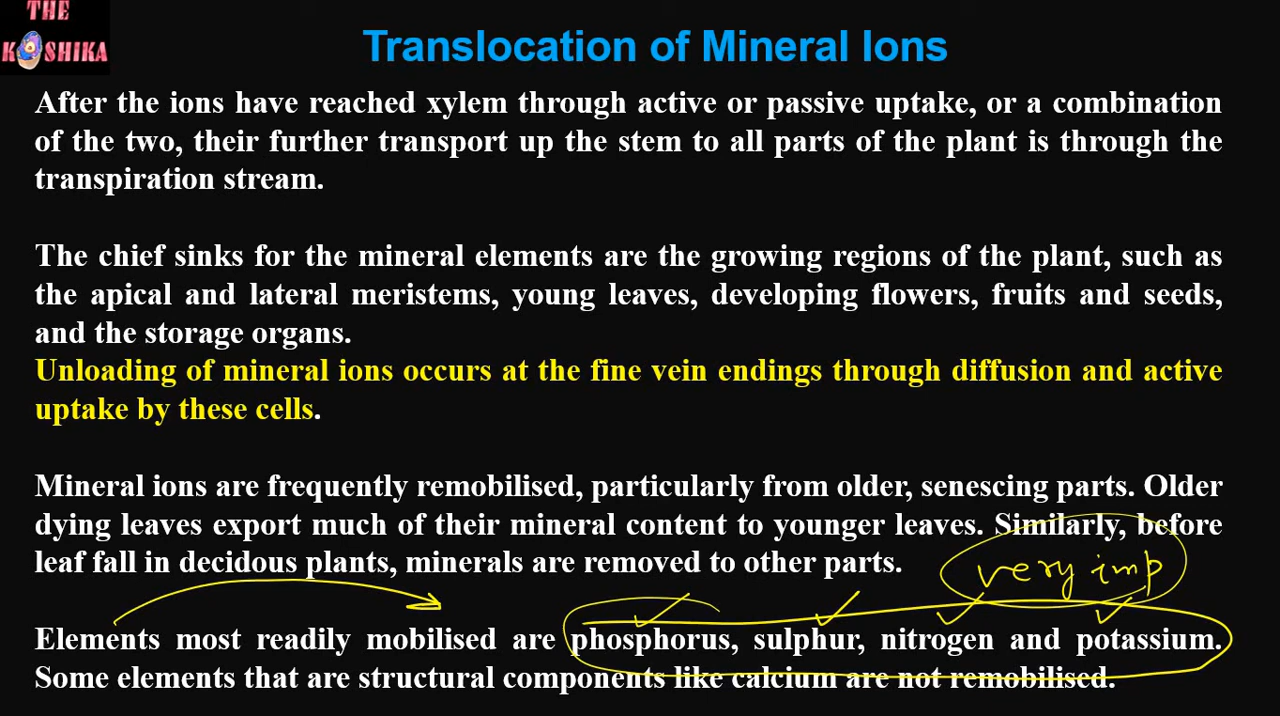 THE
KOSHIKA
Translocation of Mineral Ions
After the ions have reached xylem through active or passive uptake, or a combination
of the two, their further transport up the stem to all parts of the plant is through the
transpiration stream.
The chief sinks for the mineral elements are the growing regions of the plant, such as
the apical and lateral meristems, young leaves, developing flowers, fruits and seeds,
and the storage organs.
Unloading of mineral ions occurs at the fine vein endings through diffusion and active
uptake by these cells.
Mineral ions are frequently remobilised, particularly from older, senescing parts. Older
dying leaves export much of their mineral content to younger leaves. Similarly, before
leaf fall in decidous plants, minerals are removed to other parts.
very imp
Elements most readily mobilised are phosphorus, sulphur, nitrogen and potassium.
Some elements that are structural components like calcium are not remobilised.